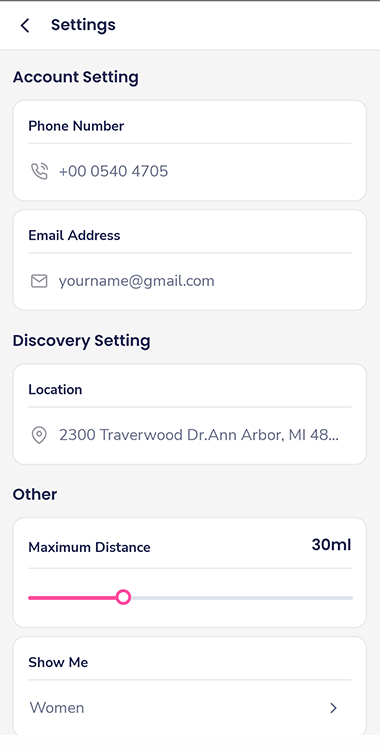 Settings
Account Setting
Phone Number
+00 0540 4705
Email Address
yourname@gmail.com
Discovery Setting
Location
2300 Traverwood Dr.Ann Arbor, MI 48...
Other
Maximum Distance 30ml
Show Me
Women